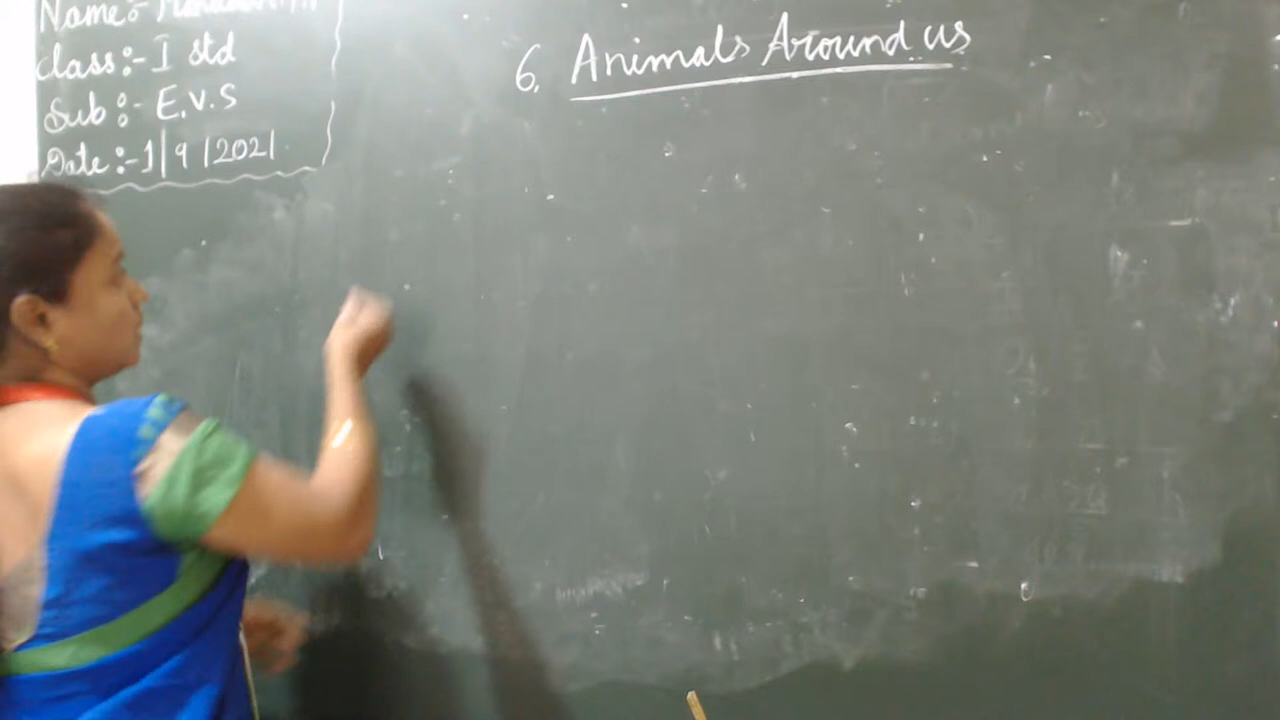 Name:-
Class:- I std
Sub:- E.V.S
Date:-1/9/2021.
6. Animals Around us